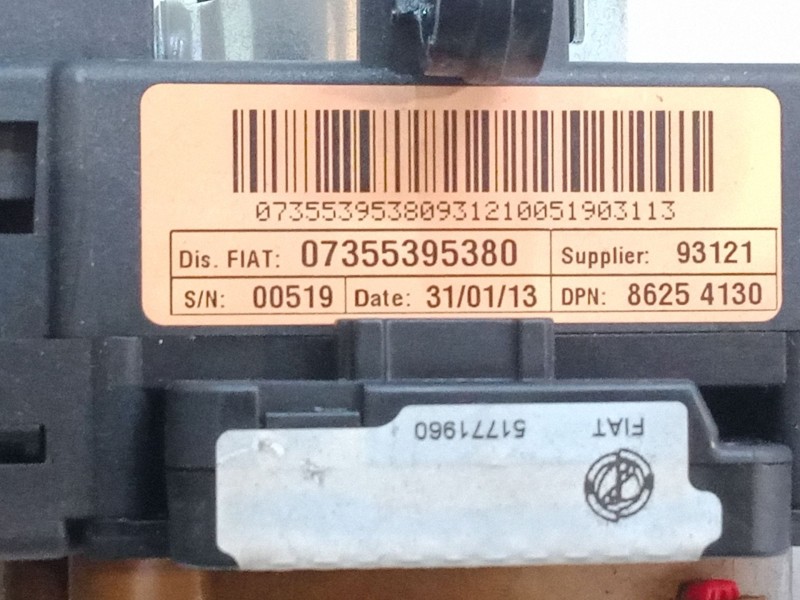 07355395380931210051903113
Dis. FIAT: 07355395380 Supplier: 93121
S/N: 00519 Date: 31/01/13 DPN: 8625 4130
FIAT 51771960